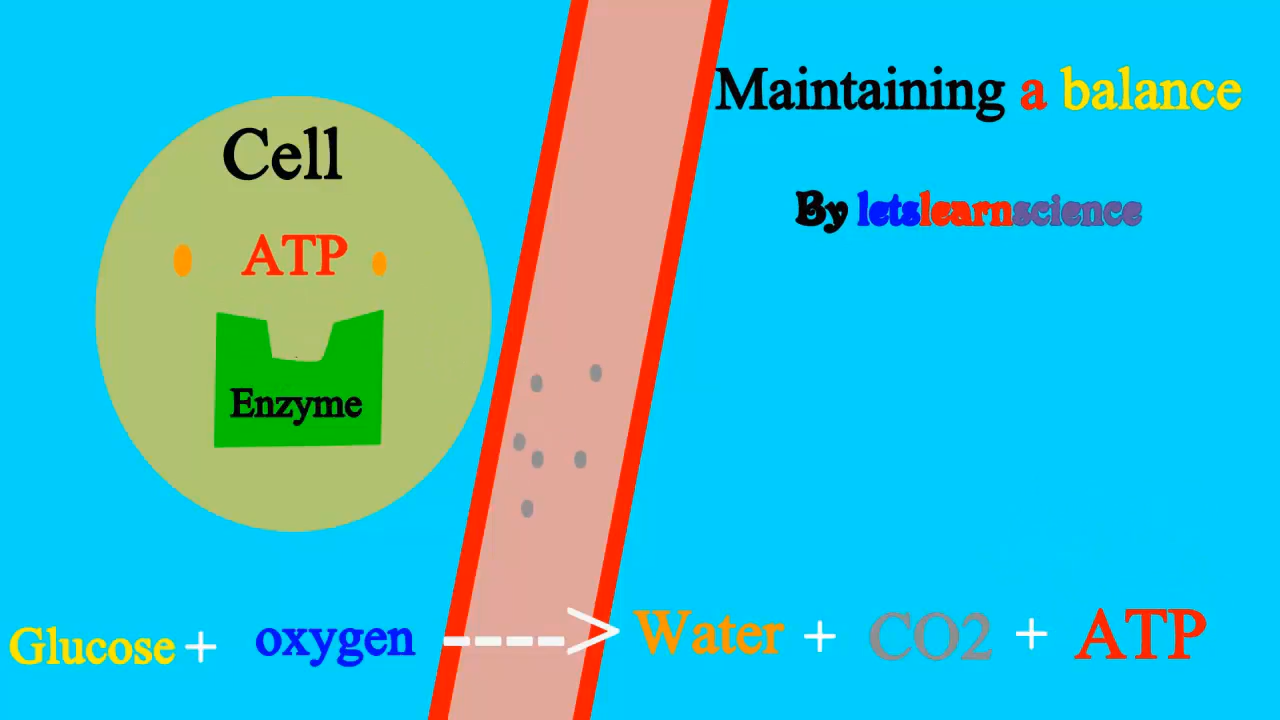 Maintaining a balance
By letslearnscience
Cell
ATP
Enzyme
Glucose + oxygen ----> Water + CO2 + ATP